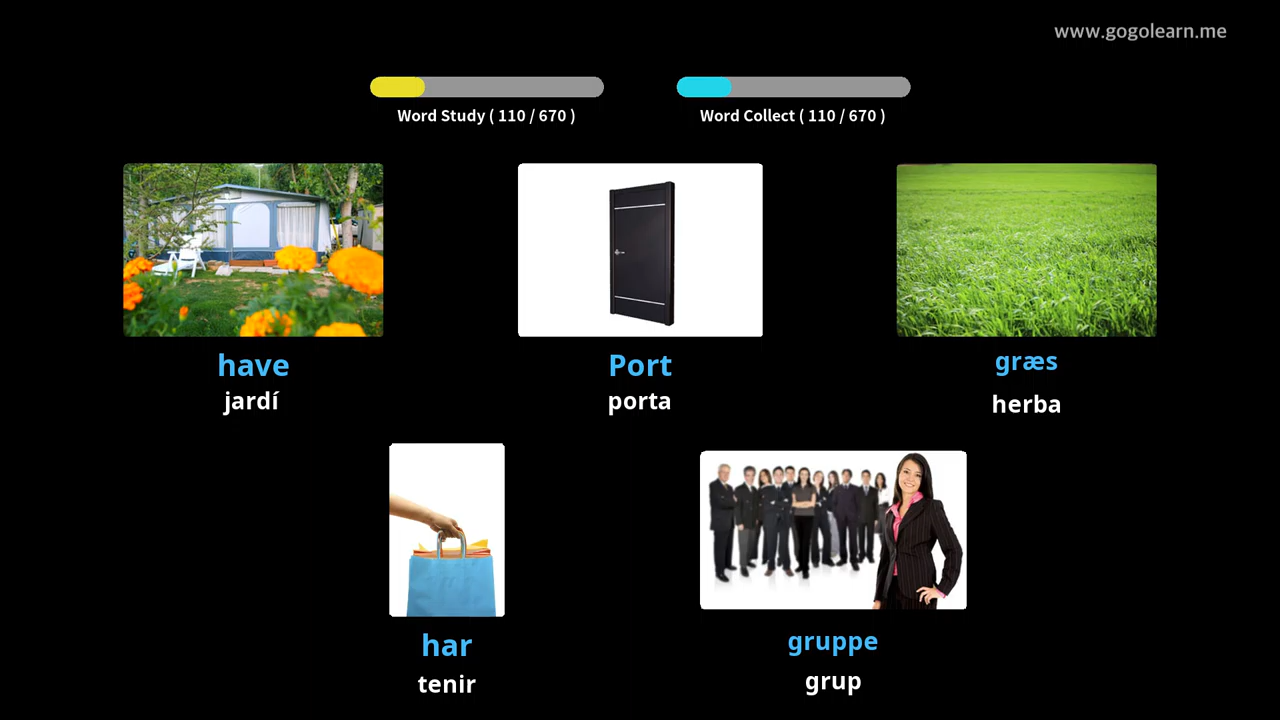 www.gogolearn.me
Word Study ( 110 / 670 )
Word Collect ( 110 / 670 )
have
jardí
Port
porta
græs
herba
har
tenir
gruppe
grup